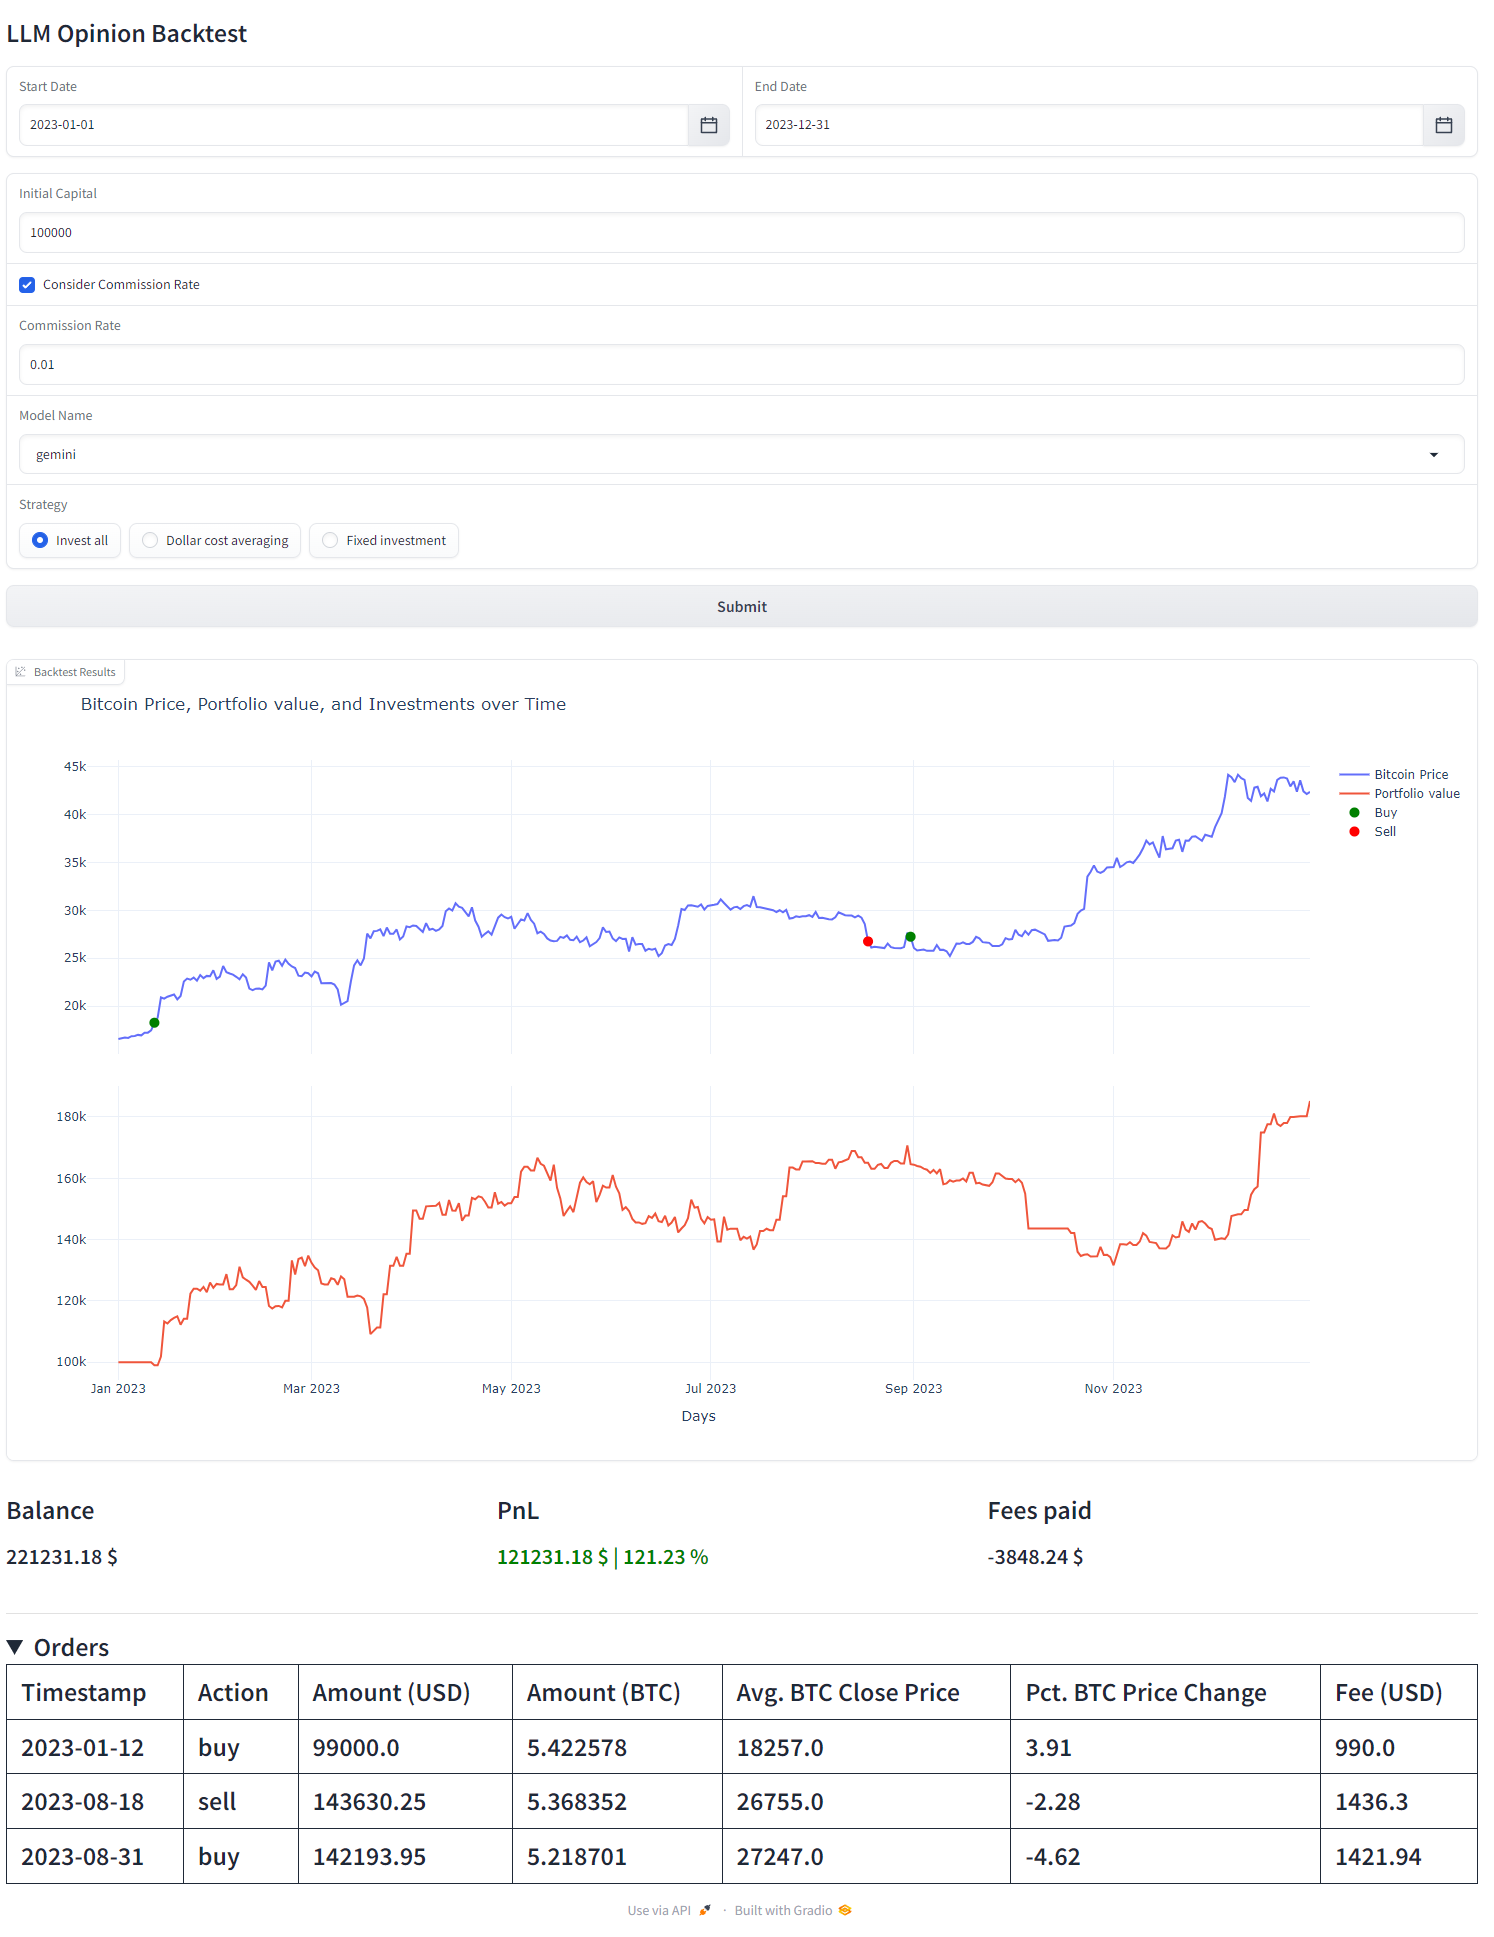 LLM Opinion Backtest
Start Date End Date
2023-01-01 2023-12-31
Initial Capital
100000
Consider Commission Rate
Commission Rate
0.01
Model Name
gemini
Strategy
Invest all Dollar cost averaging Fixed investment
Submit
Backtest Results
Bitcoin Price, Portfolio value, and Investments over Time
45k
40k
35k
30k
25k
20k
Bitcoin Price
Portfolio value
Buy
Sell
180k
160k
140k
120k
100k
Jan 2023 Mar 2023 May 2023 Jul 2023 Sep 2023 Nov 2023
Days
Balance PnL Fees paid
221231.18 $ 121231.18 $ | 121.23 % -3848.24 $
▼ Orders
Timestamp Action Amount (USD) Amount (BTC) Avg. BTC Close Price Pct. BTC Price Change Fee (USD)
2023-01-12 buy 99000.0 5.422578 18257.0 3.91 990.0
2023-08-18 sell 143630.25 5.368352 26755.0 -2.28 1436.3
2023-08-31 buy 142193.95 5.218701 27247.0 -4.62 1421.94
Use via API · Built with Gradio